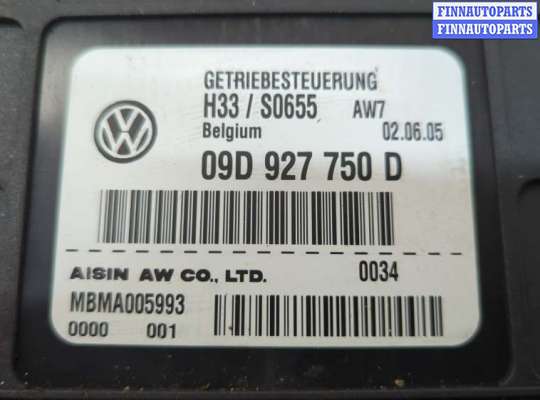 FINNAUTOPARTS
FINNAUTOPARTS
GETRIEBESTEUERUNG
H33 / S0655 AW7
Belgium 02.06.05
09D 927 750 D
AISIN AW CO., LTD. 0034
MBMA005993
0000 001